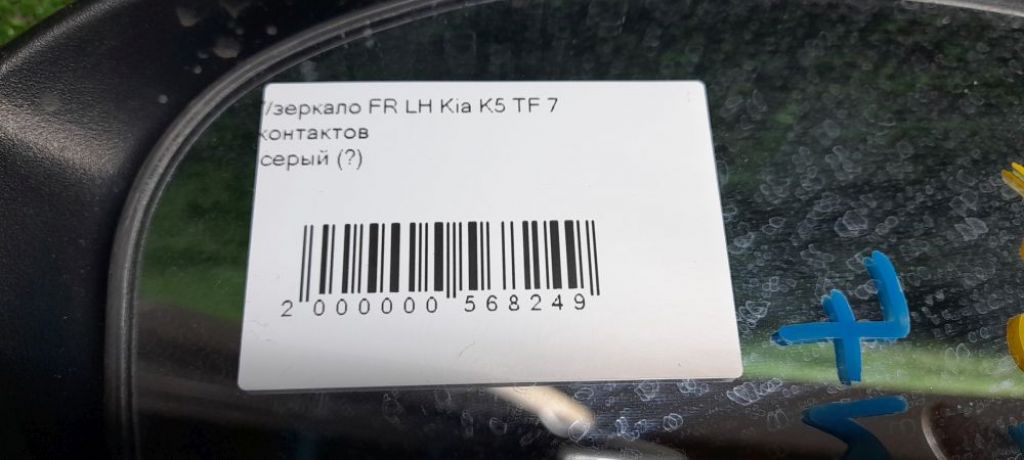 /зеркало FR LH Kia K5 TF 7
контактов
серый (?)
2 000000 568249